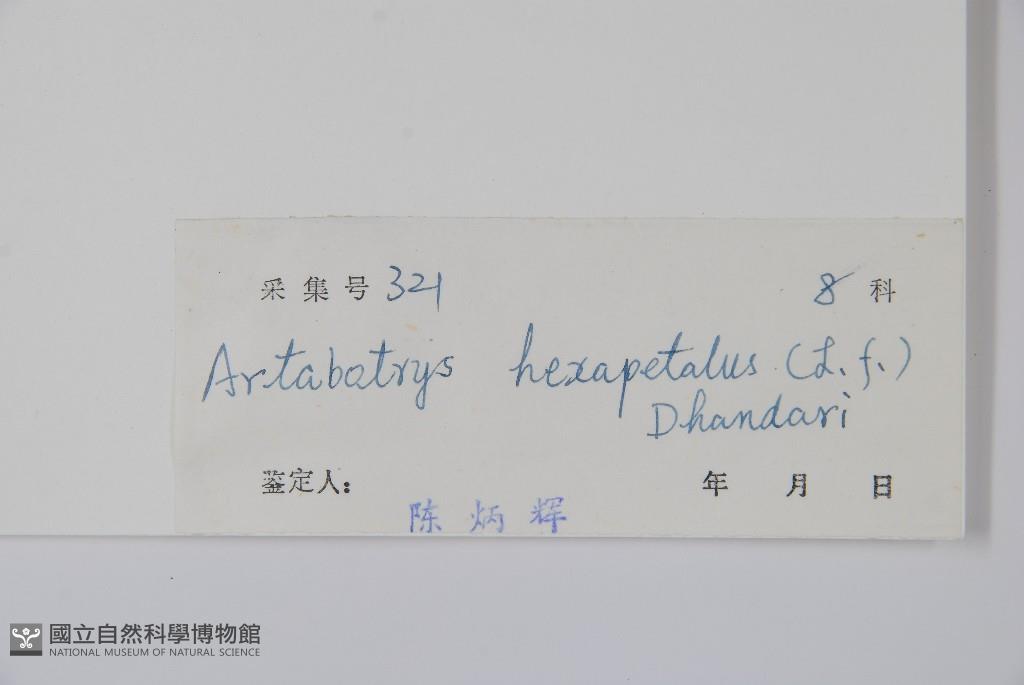 采集号 321 8 科
Artabotrys hexapetalus (L.f.)
Dhandari
鉴定人： 年 月 日
陈炳辉
國立自然科學博物館
NATIONAL MUSEUM OF NATURAL SCIENCE